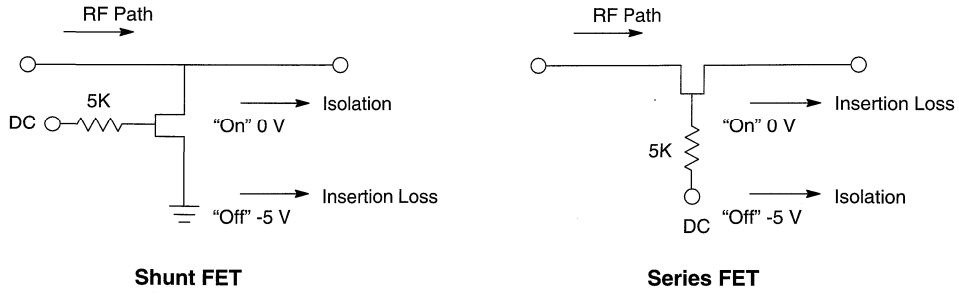 RF Path
5K
DC
Isolation
“On” 0 V
Insertion Loss
“Off” -5 V
Shunt FET
RF Path
Insertion Loss
“On” 0 V
5K
Isolation
“Off” -5 V
DC
Series FET